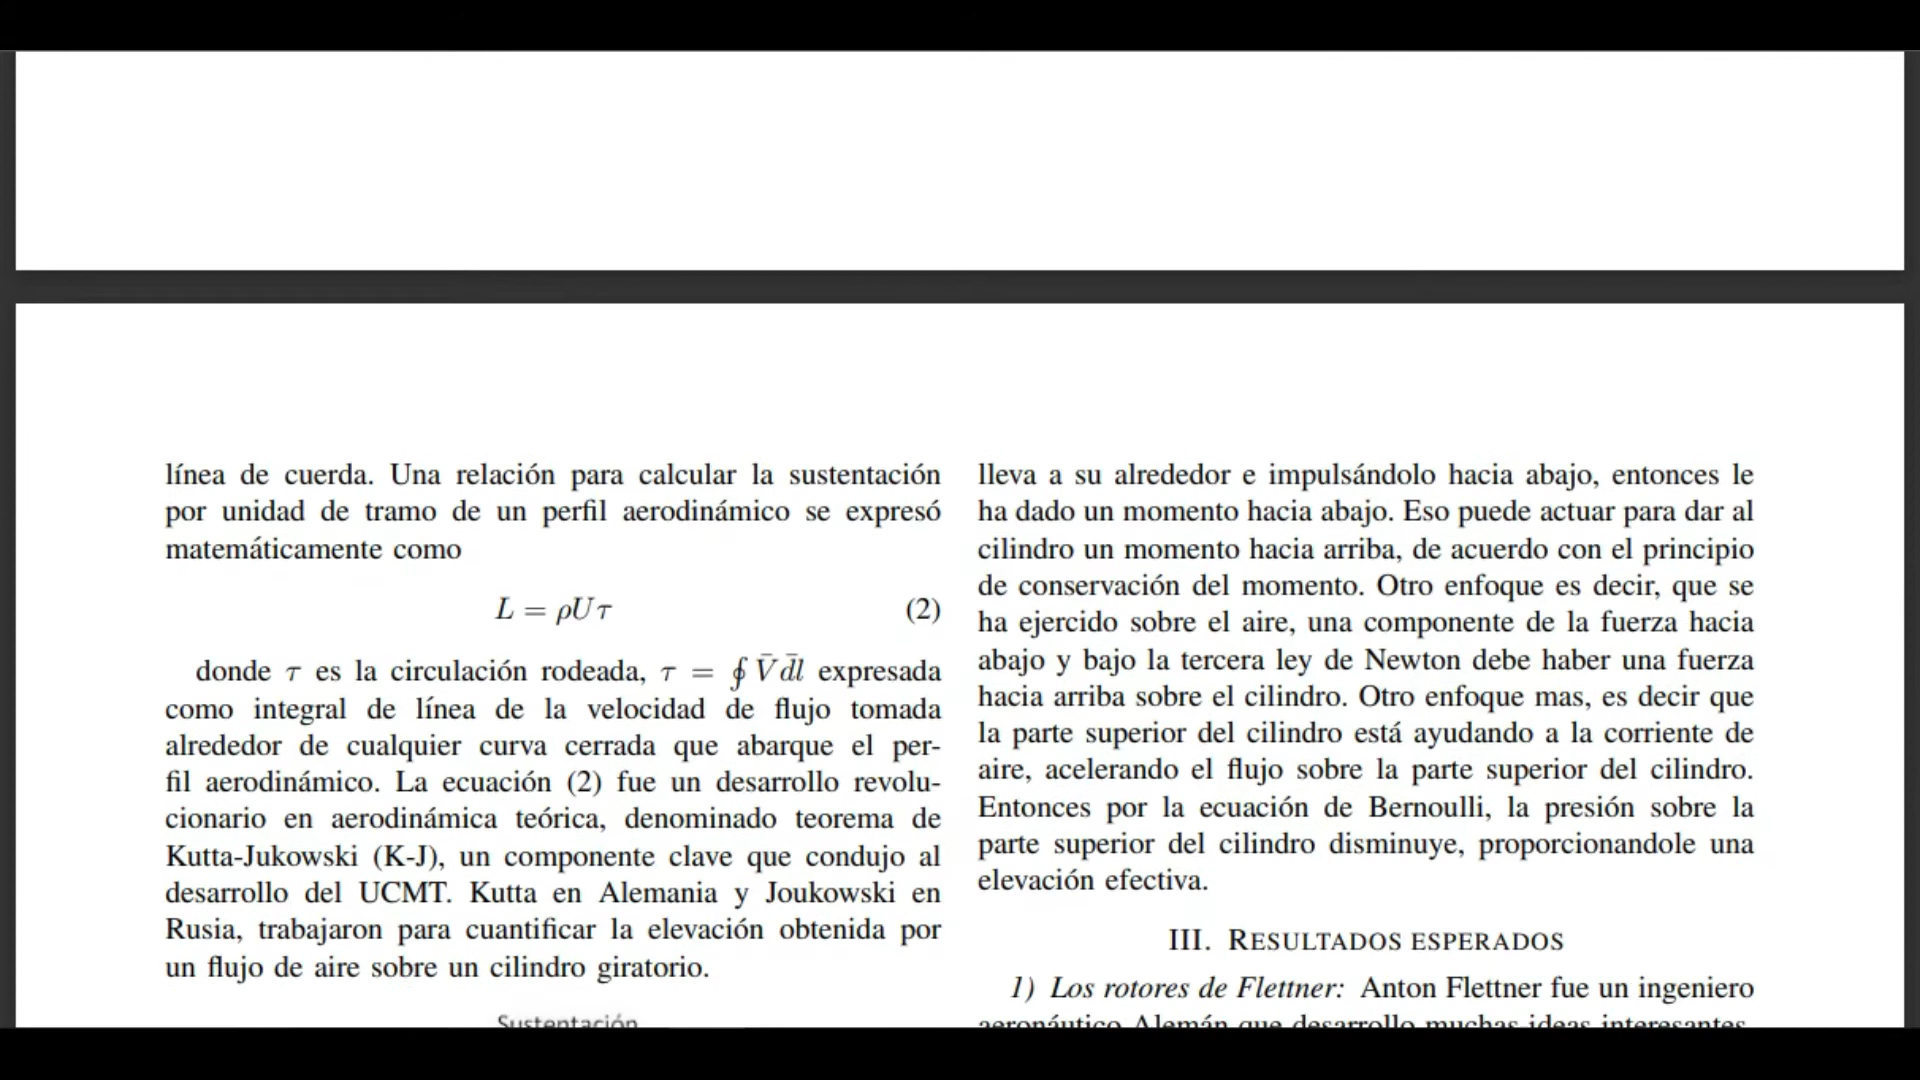 línea de cuerda. Una relación para calcular la sustentación
por unidad de tramo de un perfil aerodinámico se expresó
matemáticamente como
L = ρUτ (2)
donde τ es la circulación rodeada, τ = ∮ V̄ d̄l expresada
como integral de línea de la velocidad de flujo tomada
alrededor de cualquier curva cerrada que abarque el per-
fil aerodinámico. La ecuación (2) fue un desarrollo revolu-
cionario en aerodinámica teórica, denominado teorema de
Kutta-Jukowski (K-J), un componente clave que condujo al
desarrollo del UCMT. Kutta en Alemania y Joukowski en
Rusia, trabajaron para cuantificar la elevación obtenida por
un flujo de aire sobre un cilindro giratorio.
Sustentación
lleva a su alrededor e impulsándolo hacia abajo, entonces le
ha dado un momento hacia abajo. Eso puede actuar para dar al
cilindro un momento hacia arriba, de acuerdo con el principio
de conservación del momento. Otro enfoque es decir, que se
ha ejercido sobre el aire, una componente de la fuerza hacia
abajo y bajo la tercera ley de Newton debe haber una fuerza
hacia arriba sobre el cilindro. Otro enfoque mas, es decir que
la parte superior del cilindro está ayudando a la corriente de
aire, acelerando el flujo sobre la parte superior del cilindro.
Entonces por la ecuación de Bernoulli, la presión sobre la
parte superior del cilindro disminuye, proporcionandole una
elevación efectiva.
III. RESULTADOS ESPERADOS
1) Los rotores de Flettner: Anton Flettner fue un ingeniero
aeronáutico Alemán que desarrollo muchas ideas interesantes,